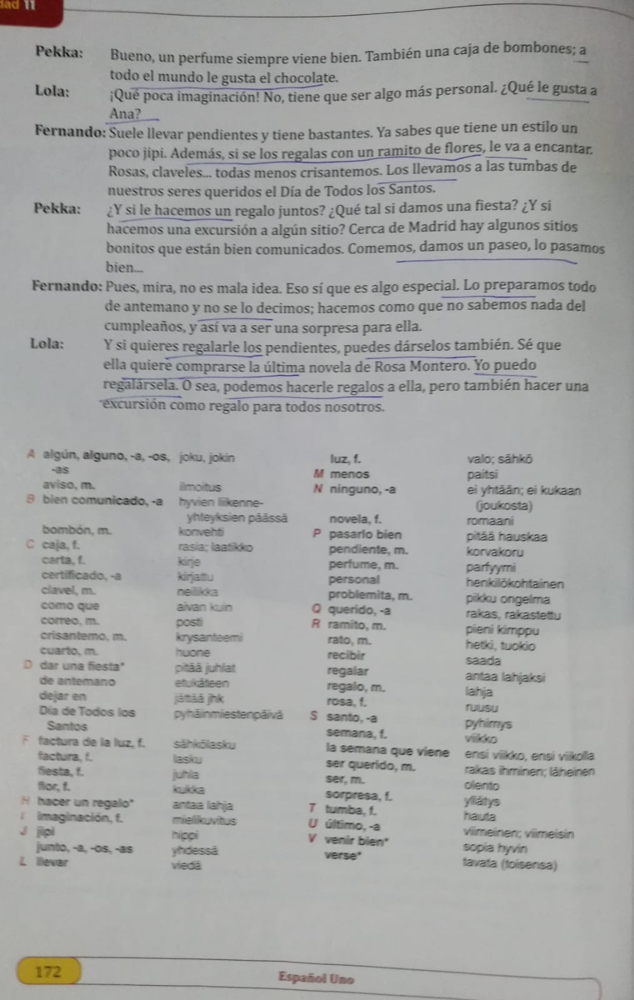 dad 11
Pekka: Bueno, un perfume siempre viene bien. También una caja de bombones; a
todo el mundo le gusta el chocolate.
Lola: ¡Qué poca imaginación! No, tiene que ser algo más personal. ¿Qué le gusta a
Ana?
Fernando: Suele llevar pendientes y tiene bastantes. Ya sabes que tiene un estilo un
poco jipi. Además, si se los regalas con un ramito de flores, le va a encantar.
Rosas, claveles... todas menos crisantemos. Los llevamos a las tumbas de
nuestros seres queridos el Día de Todos los Santos.
Pekka: ¿Y si le hacemos un regalo juntos? ¿Qué tal si damos una fiesta? ¿Y si
hacemos una excursión a algún sitio? Cerca de Madrid hay algunos sitios
bonitos que están bien comunicados. Comemos, damos un paseo, lo pasamos
bien...
Fernando: Pues, mira, no es mala idea. Eso sí que es algo especial. Lo preparamos todo
de antemano y no se lo decimos; hacemos como que no sabemos nada del
cumpleaños, y así va a ser una sorpresa para ella.
Lola: Y si quieres regalarle los pendientes, puedes dárselos también. Sé que
ella quiere comprarse la última novela de Rosa Montero. Yo puedo
regalársela. O sea, podemos hacerle regalos a ella, pero también hacer una
excursión como regalo para todos nosotros.
A algún, alguno, -a, -os, joku, jokin
-as
aviso, m. ilmoitus
B bien comunicado, -a hyvien liikenne-
yhteyksien päässä
bombón, m. konvehti
C caja, f. rasia; laatikko
carta, f. kirje
certificado, -a kirjattu
clavel, m. neilikka
como que aivan kuin
correo, m. posti
crisantemo, m. krysanteemi
cuarto, m. huone
D dar una fiesta* pitää juhlat
de antemano etukäteen
dejar en jättää jhk
Día de Todos los pyhäinmiestenpäivä
Santos
F factura de la luz, f. sähkölasku
factura, f. lasku
fiesta, f. juhla
flor, f. kukka
H hacer un regalo* antaa lahja
I imaginación, f. mielikuvitus
J jipi hippi
junto, -a, -os, -as yhdessä
L llevar viedä
luz, f. valo; sähkö
M menos paitsi
N ninguno, -a ei yhtään; ei kukaan
(joukosta)
novela, f. romaani
P pasarlo bien pitää hauskaa
pendiente, m. korvakoru
perfume, m. parfyymi
personal henkilökohtainen
problemita, m. pikku ongelma
Q querido, -a rakas, rakastettu
R ramito, m. pieni kimppu
rato, m. hetki, tuokio
recibir saada
regalar antaa lahjaksi
regalo, m. lahja
rosa, f. ruusu
S santo, -a pyhimys
semana, f. viikko
la semana que viene ensi viikko, ensi viikolla
ser querido, m. rakas ihminen; läheinen
ser, m. olento
sorpresa, f. yllätys
T tumba, f. hauta
U último, -a viimeinen; viimeisin
V venir bien* sopia hyvin
verse* tavata (toisensa)
172
Español Uno